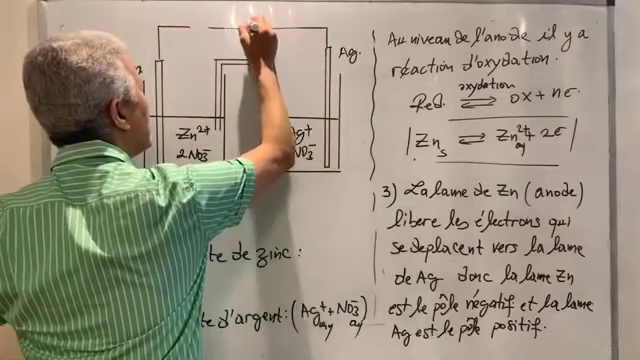 Ag.
Zn²⁺
2NO₃⁻
Ag⁺
NO₃⁻
te de zinc :
te d'argent : (Ag⁺aq + NO₃⁻aq)
Au niveau de l'anode il y a
réaction d'oxydation.
oxydation
Red ⇌ OX + ne⁻.
Zn s ⇌ Zn²⁺aq + 2e⁻
3) La lame de Zn (anode)
libere les électrons qui
se deplacent vers la lame
de Ag donc la lame Zn
est le pôle négatif et la lame
Ag est le pôle positif.